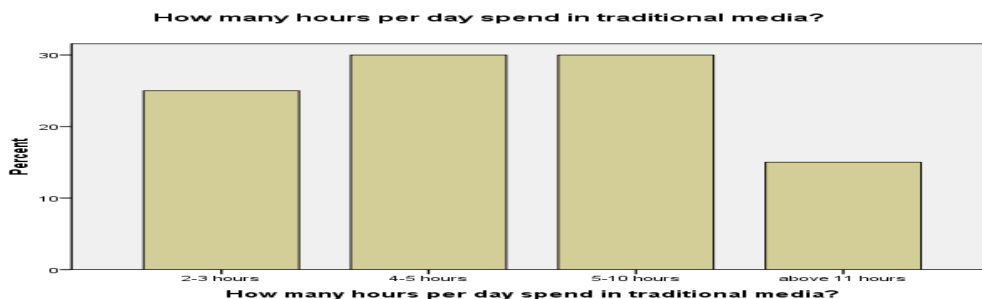 How many hours per day spend in traditional media?
30
20
10
0
Percent
2-3 hours 4-5 hours 5-10 hours above 11 hours
How many hours per day spend in traditional media?